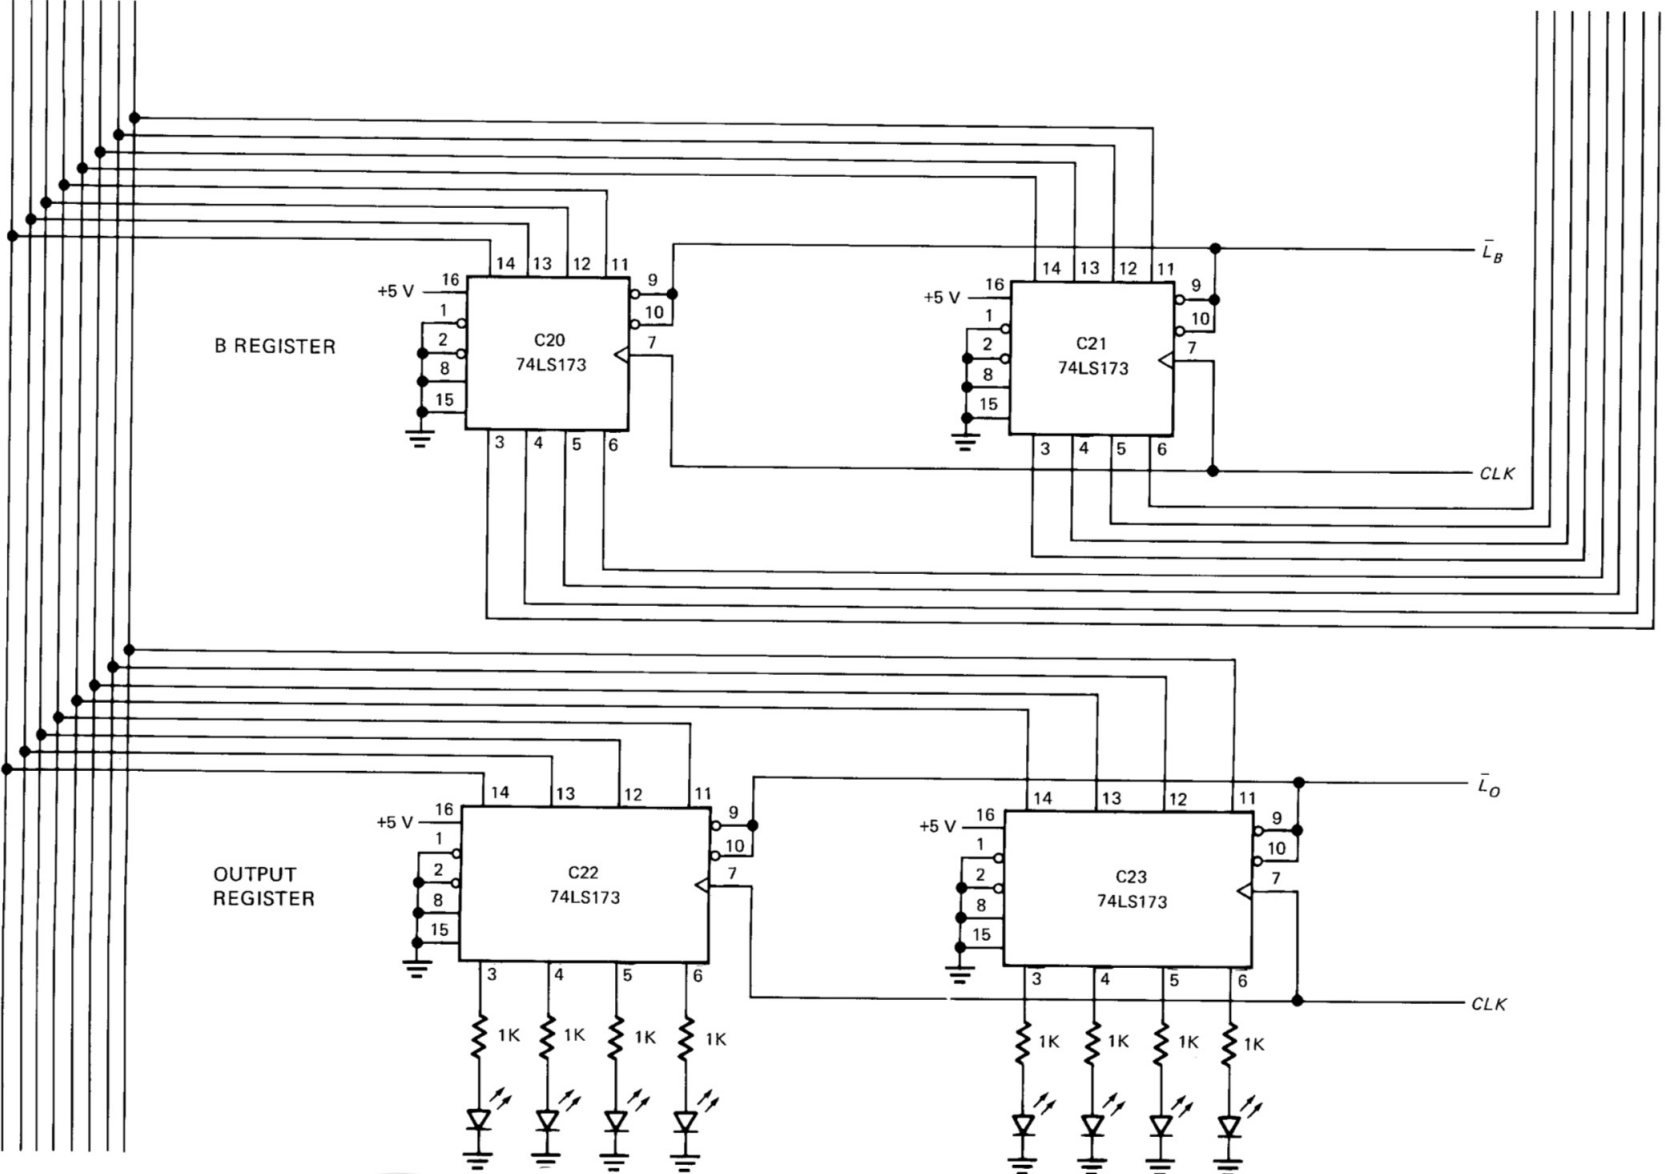 14 13 12 11
16
+5 V
9
1
10
2
7
8
15
C20
74LS173
3 4 5 6
B REGISTER
14 13 12 11
16
+5 V
9
1
10
2
7
8
15
C21
74LS173
3 4 5 6
L̄B
CLK
14 13 12 11
16
+5 V
9
1
10
2
7
8
15
C22
74LS173
3 4 5 6
OUTPUT
REGISTER
1K 1K 1K 1K
14 13 12 11
16
+5 V
9
1
10
2
7
8
15
C23
74LS173
3 4 5 6
1K 1K 1K 1K
L̄O
CLK